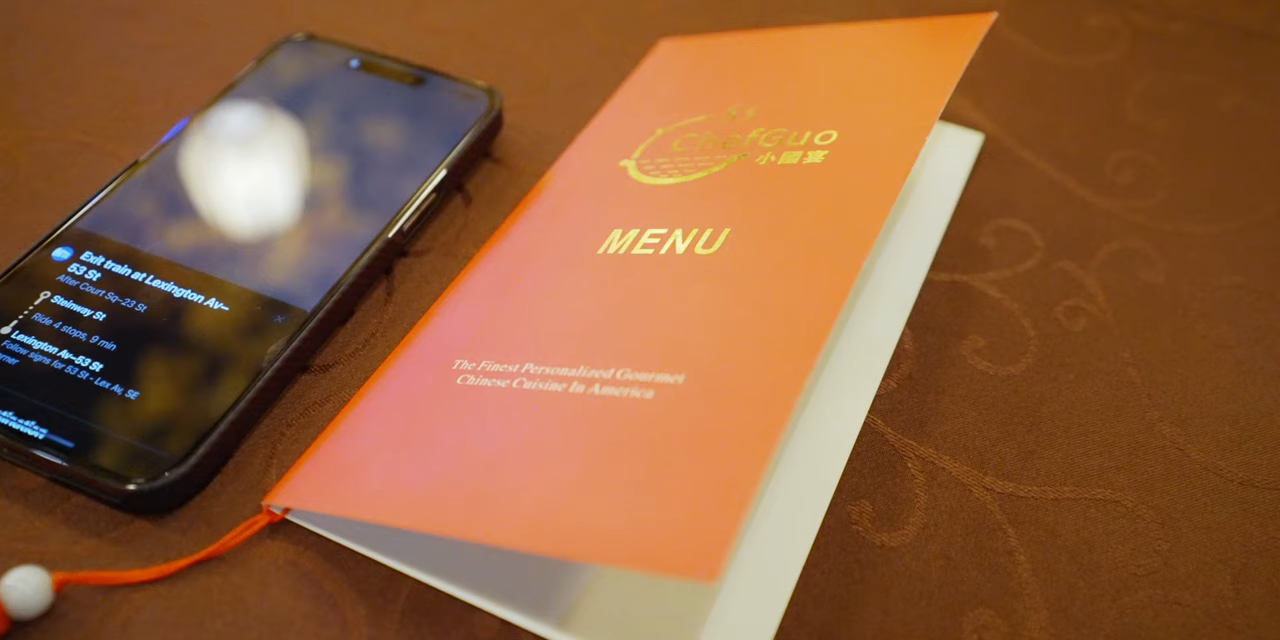 Exit train at Lexington Av–
53 St
After Court Sq–23 St
Steinway St
Ride 4 stops, 9 min
Lexington Av–53 St
Follow signs for 53 St - Lex Av, SE
ChefGuo
小國宴
MENU
The Finest Personalized Gourmet
Chinese Cuisine In America